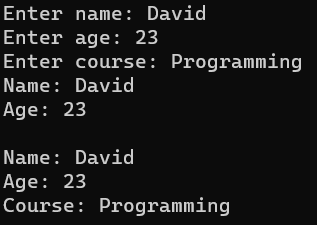 Enter name: David
Enter age: 23
Enter course: Programming
Name: David
Age: 23

Name: David
Age: 23
Course: Programming